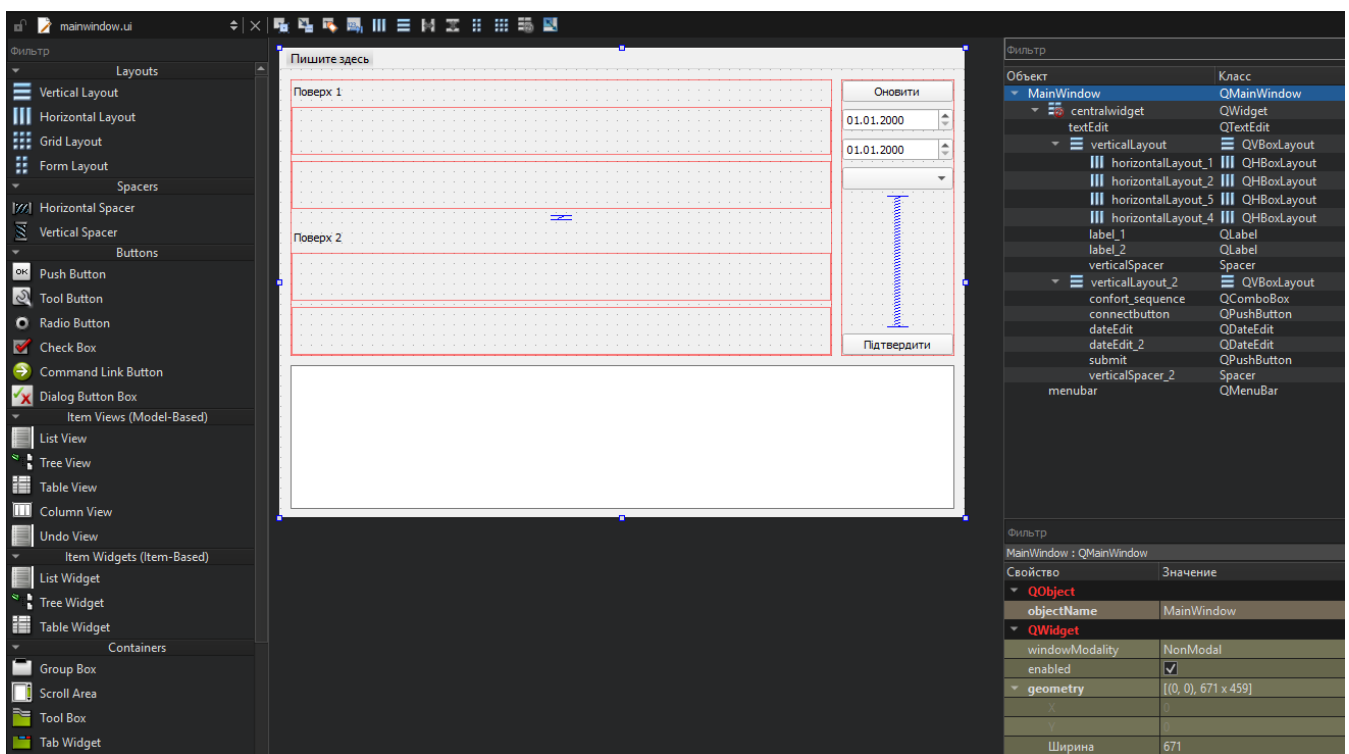 mainwindow.ui
Фильтр
Layouts
Vertical Layout
Horizontal Layout
Grid Layout
Form Layout
Spacers
Horizontal Spacer
Vertical Spacer
Buttons
OK Push Button
Tool Button
Radio Button
Check Box
Command Link Button
Dialog Button Box
Item Views (Model-Based)
List View
Tree View
Table View
Column View
Undo View
Item Widgets (Item-Based)
List Widget
Tree Widget
Table Widget
Containers
Group Box
Scroll Area
Tool Box
Tab Widget
Пишите здесь
Поверх 1
Поверх 2
Оновити
01.01.2000
01.01.2000
Підтвердити
Фильтр
Объект Класс
MainWindow QMainWindow
centralwidget QWidget
textEdit QTextEdit
verticalLayout QVBoxLayout
horizontalLayout_1 QHBoxLayout
horizontalLayout_2 QHBoxLayout
horizontalLayout_5 QHBoxLayout
horizontalLayout_4 QHBoxLayout
label_1 QLabel
label_2 QLabel
verticalSpacer Spacer
verticalLayout_2 QVBoxLayout
confort_sequence QComboBox
connectbutton QPushButton
dateEdit QDateEdit
dateEdit_2 QDateEdit
submit QPushButton
verticalSpacer_2 Spacer
menubar QMenuBar
Фильтр
MainWindow : QMainWindow
Свойство Значение
QObject
objectName MainWindow
QWidget
windowModality NonModal
enabled
geometry [(0, 0), 671 x 459]
X 0
Y 0
Ширина 671